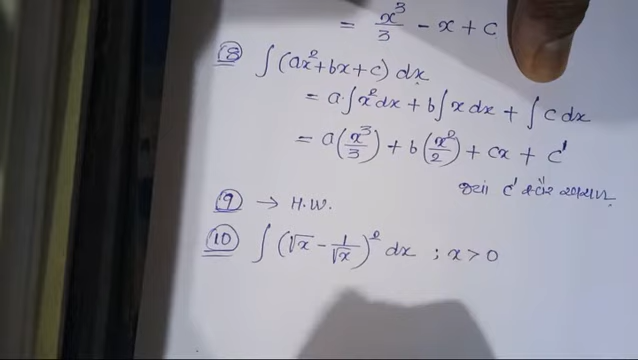 = x³/3 - x + c
⑧ ∫(ax²+bx+c) dx
= a·∫x²dx + b∫x dx + ∫c dx
= a(x³/3) + b(x²/2) + cx + c'
જ્યાં c'
⑨ → H.W.
⑩ ∫(√x - 1/√x)² dx ; x > 0